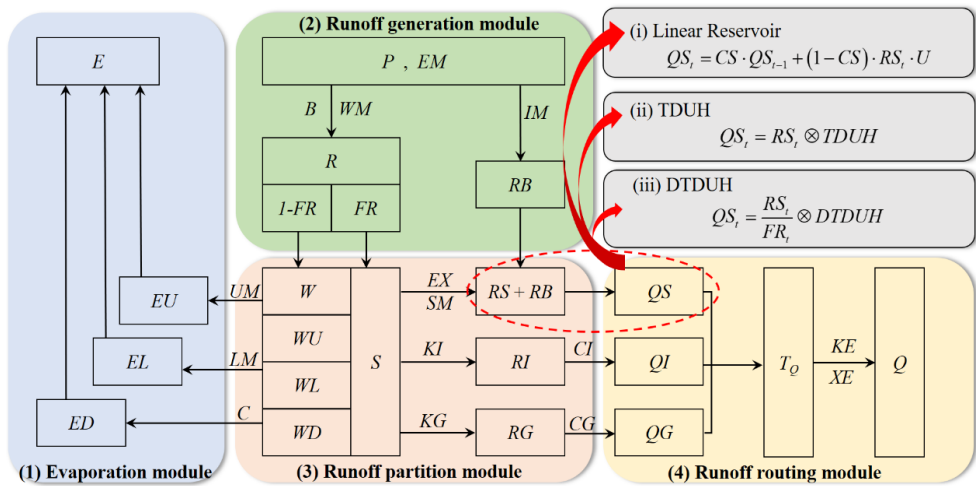 (2) Runoff generation module
(i) Linear Reservoir
QS_t = CS · QS_{t-1} + (1-CS) · RS_t · U
(ii) TDUH
QS_t = RS_t ⊗ TDUH
(iii) DTDUH
QS_t = RS_t / FR_t ⊗ DTDUH
E
P , EM
B WM
IM
R
RB
1-FR FR
W
WU
WL
WD
S
EU
EL
ED
UM
LM
C
EX
SM
KI
KG
RS + RB
RI
RG
CI
CG
QS
QI
QG
T_Q
KE
XE
Q
(1) Evaporation module
(3) Runoff partition module
(4) Runoff routing module